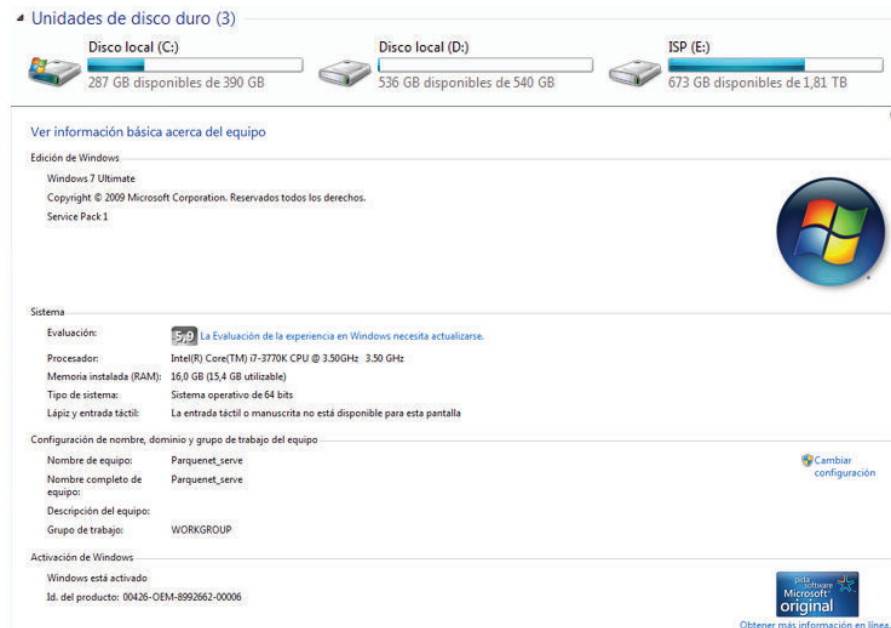 Unidades de disco duro (3)
Disco local (C:)
287 GB disponibles de 390 GB
Disco local (D:)
536 GB disponibles de 540 GB
ISP (E:)
673 GB disponibles de 1,81 TB
Ver información básica acerca del equipo
Edición de Windows
Windows 7 Ultimate
Copyright © 2009 Microsoft Corporation. Reservados todos los derechos.
Service Pack 1
Sistema
Evaluación: 5,9 La Evaluación de la experiencia en Windows necesita actualizarse.
Procesador: Intel(R) Core(TM) i7-3770K CPU @ 3.50GHz 3.50 GHz
Memoria instalada (RAM): 16,0 GB (15,4 GB utilizable)
Tipo de sistema: Sistema operativo de 64 bits
Lápiz y entrada táctil: La entrada táctil o manuscrita no está disponible para esta pantalla
Configuración de nombre, dominio y grupo de trabajo del equipo
Nombre de equipo: Parquenet_serve
Cambiar
configuración
Nombre completo de
equipo:
Parquenet_serve
Descripción del equipo:
Grupo de trabajo: WORKGROUP
Activación de Windows
Windows está activado
Id. del producto: 00426-OEM-8992662-00006
pida
software
Microsoft
original
Obtener más información en línea.